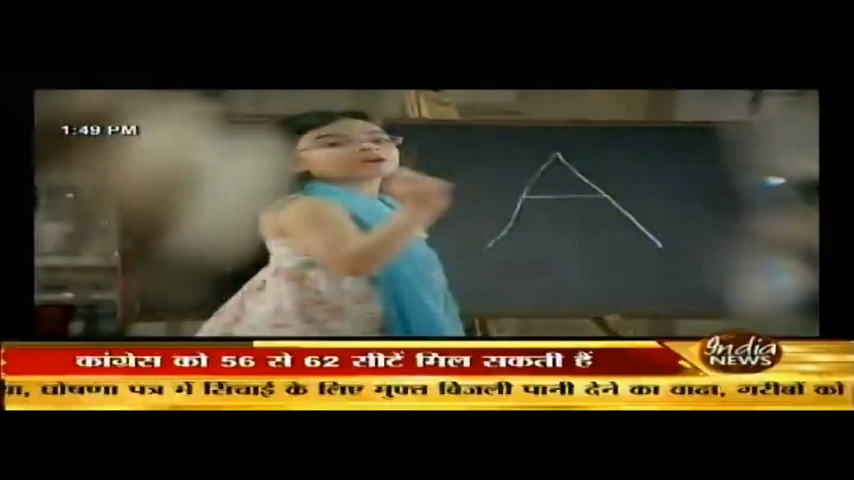 1:49 PM
A
कांग्रेस को 56 से 62 सीटें मिल सकती हैं
India
NEWS
घोषणा पत्र में सिंचाई के लिए मुफ्त बिजली पानी देने का वादा, गरीबों को